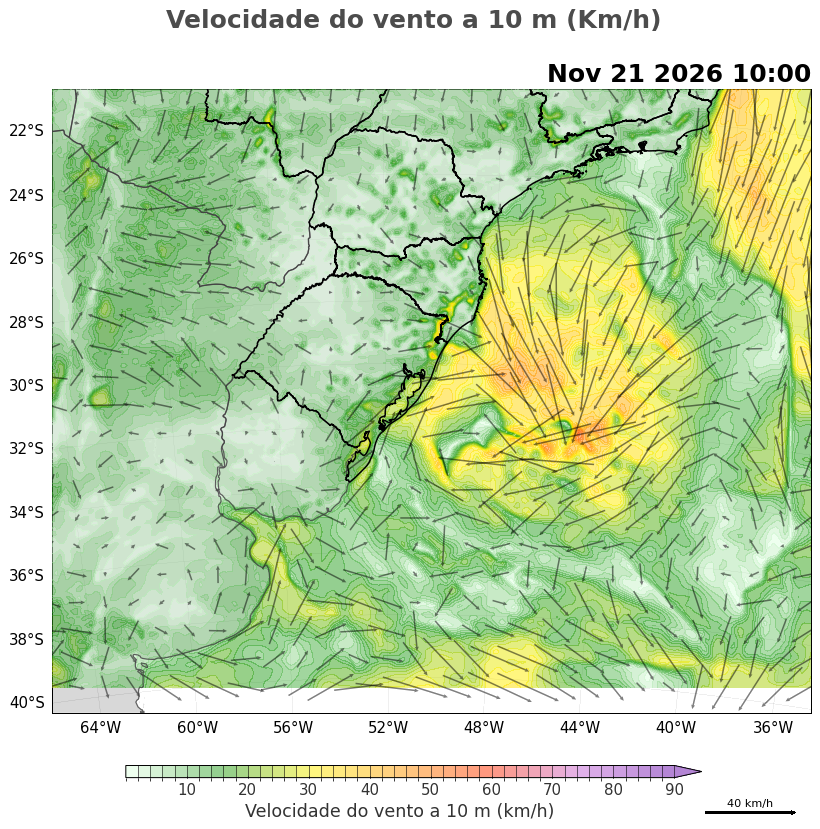 Velocidade do vento a 10 m (Km/h)
Nov 21 2026 10:00
22°S
24°S
26°S
28°S
30°S
32°S
34°S
36°S
38°S
40°S
64°W 60°W 56°W 52°W 48°W 44°W 40°W 36°W
10 20 30 40 50 60 70 80 90
Velocidade do vento a 10 m (km/h)
40 km/h